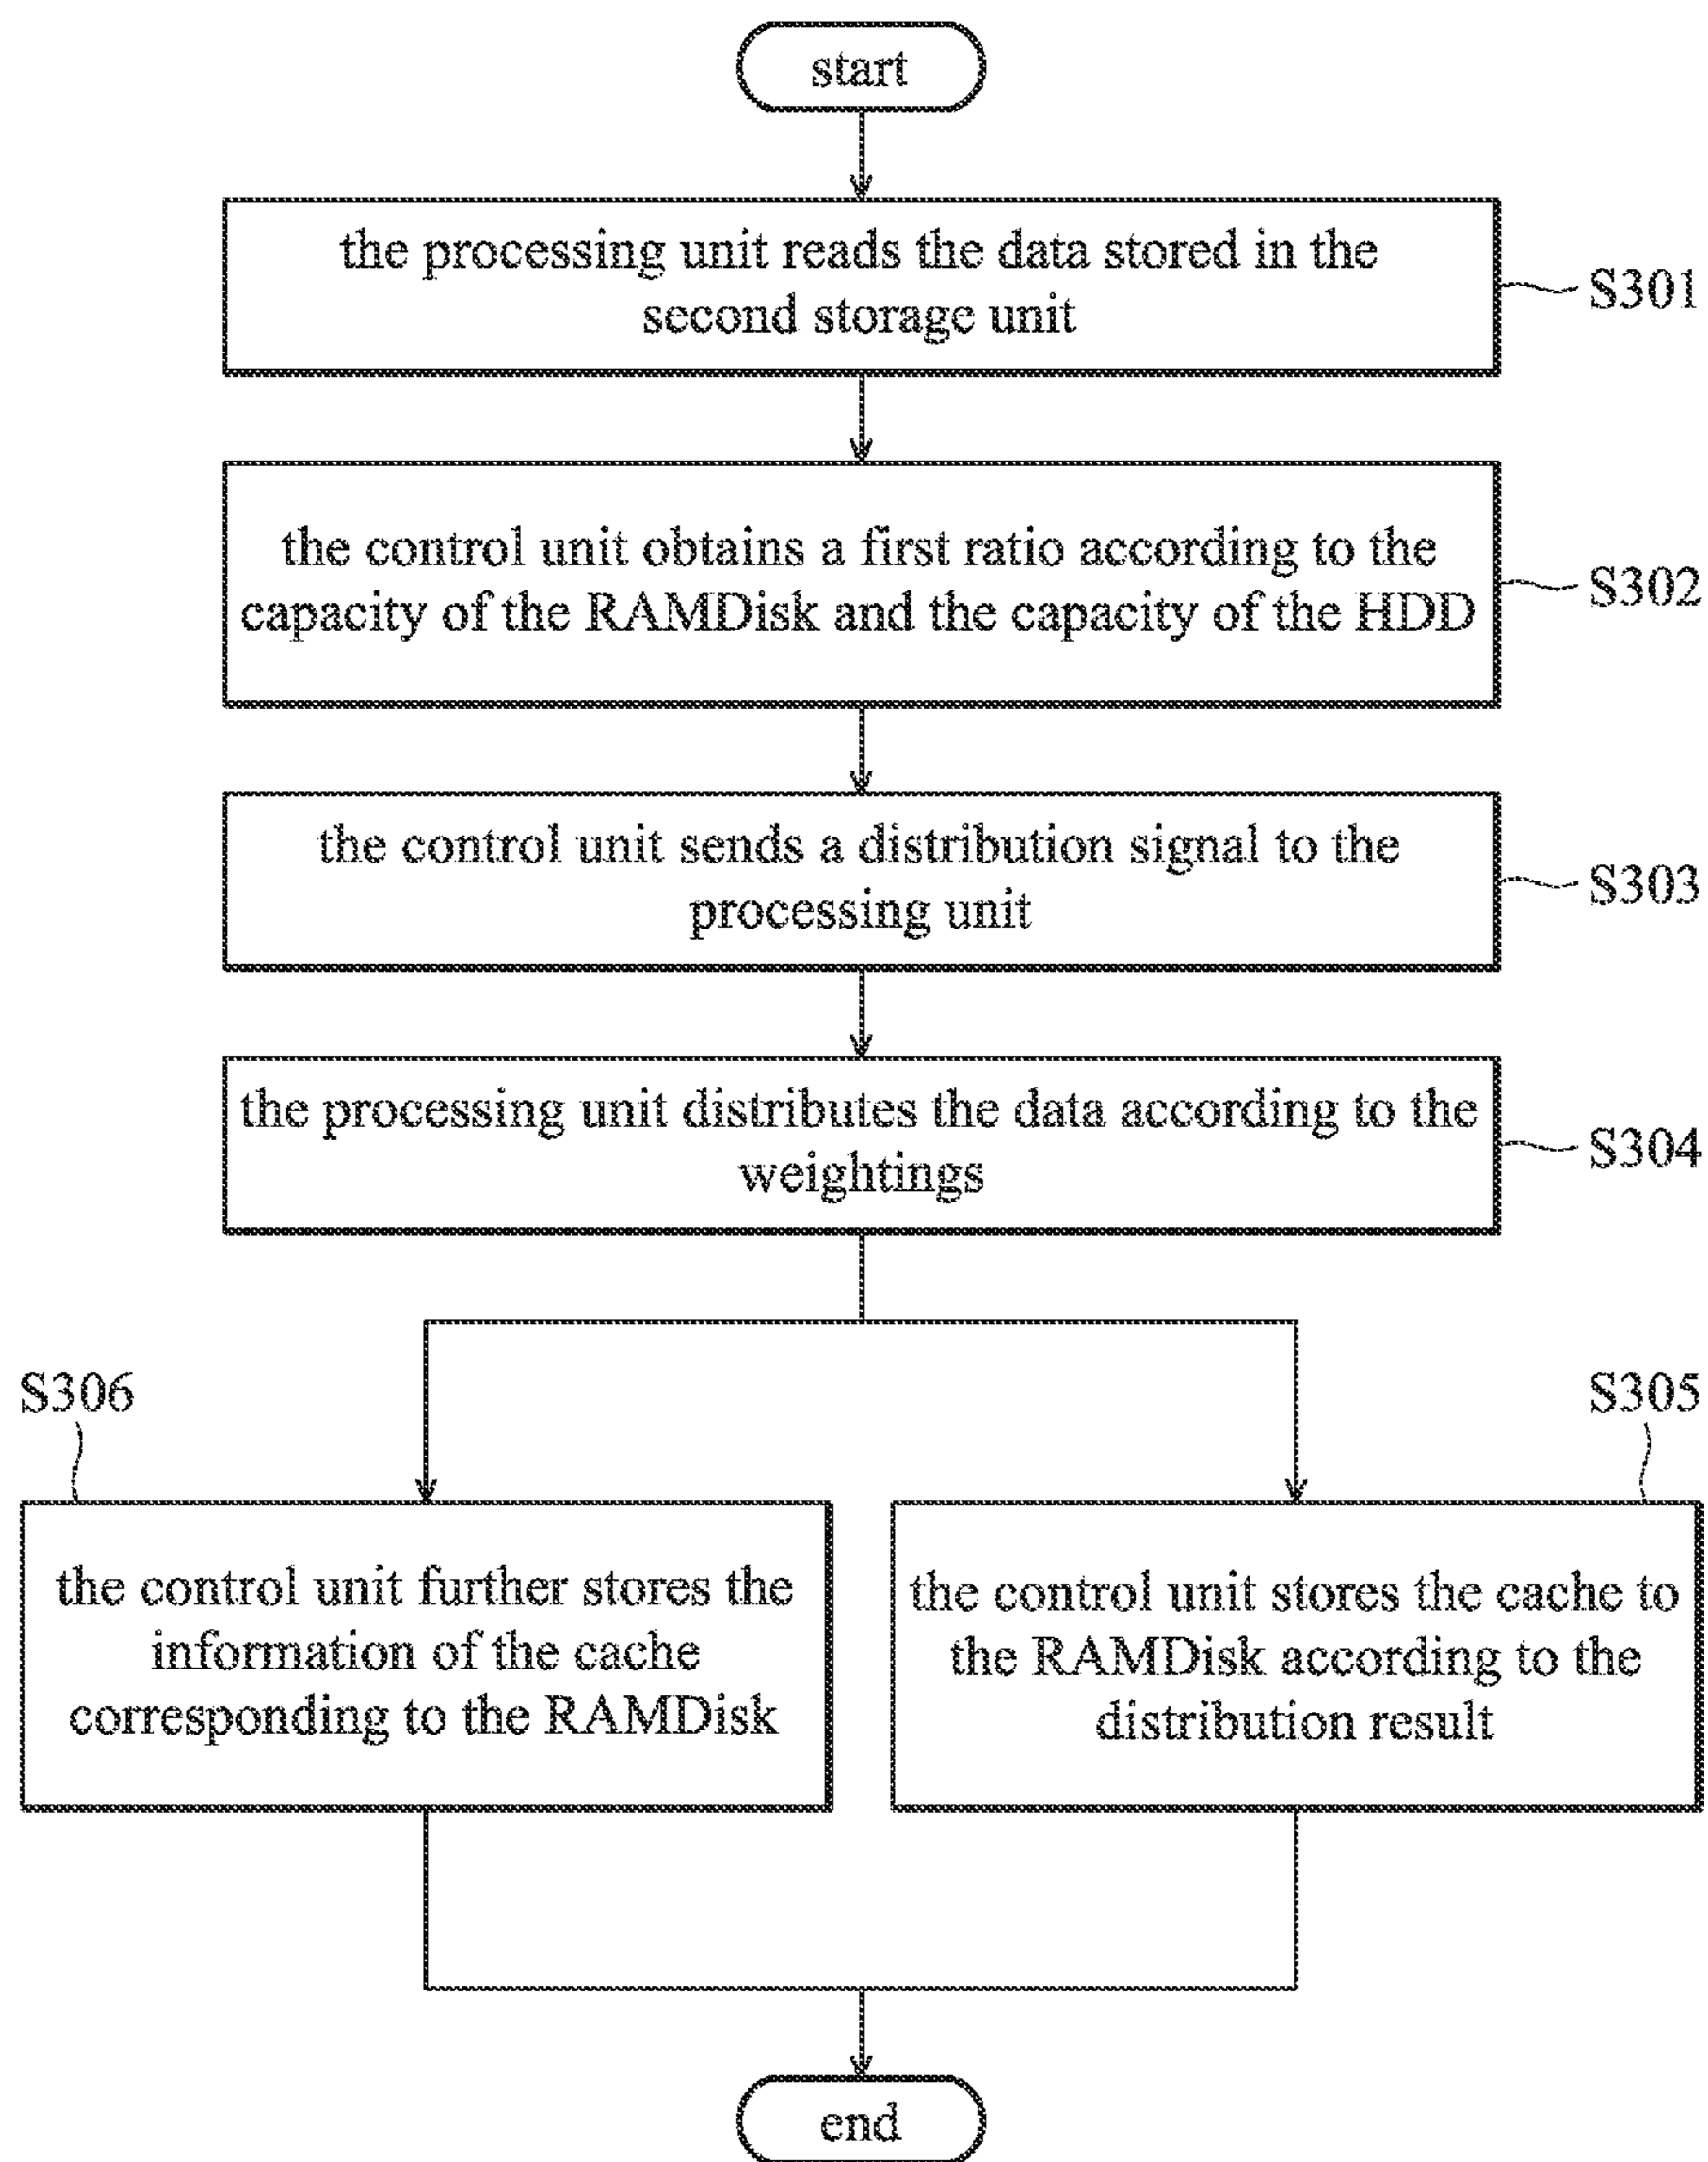 start
the processing unit reads the data stored in the
second storage unit
S301
the control unit obtains a first ratio according to the
capacity of the RAMDisk and the capacity of the HDD
S302
the control unit sends a distribution signal to the
processing unit
S303
the processing unit distributes the data according to the
weightings
S304
S306
the control unit further stores the
information of the cache
corresponding to the RAMDisk
S305
the control unit stores the cache to
the RAMDisk according to the
distribution result
end